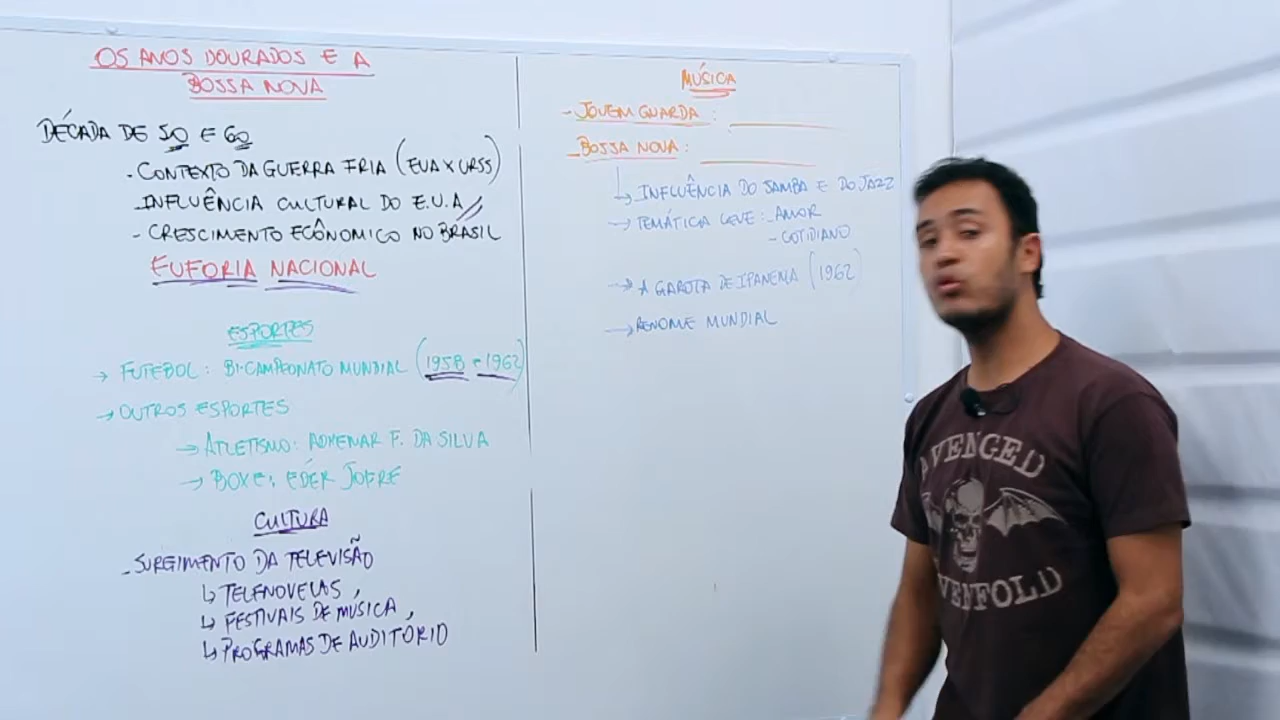 OS ANOS DOURADOS E A
BOSSA NOVA
DÉCADA DE 50 E 60
- CONTEXTO DA GUERRA FRIA (EUA X URSS)
- INFLUÊNCIA CULTURAL DO E.U.A
- CRESCIMENTO ECÔNOMICO NO BRASIL
EUFORIA NACIONAL
ESPORTES
→ FUTEBOL: BI-CAMPEONATO MUNDIAL (1958 e 1962)
→ OUTROS ESPORTES
→ ATLETISMO: ADHEMAR F. DA SILVA
→ BOXE: EDER JOFRE
CULTURA
- SURGIMENTO DA TELEVISÃO
↳ TELENOVELAS,
↳ FESTIVAIS DE MÚSICA,
↳ PROGRAMAS DE AUDITÓRIO
MÚSICA
- JOVEM GUARDA:
- BOSSA NOVA:
↳ INFLUÊNCIA DO SAMBA E DO JAZZ
→ TEMÁTICA LEVE: - AMOR
- COTIDIANO
→ A GAROTA DE IPANEMA (1962)
→ RENOME MUNDIAL
AVENGED
SEVENFOLD